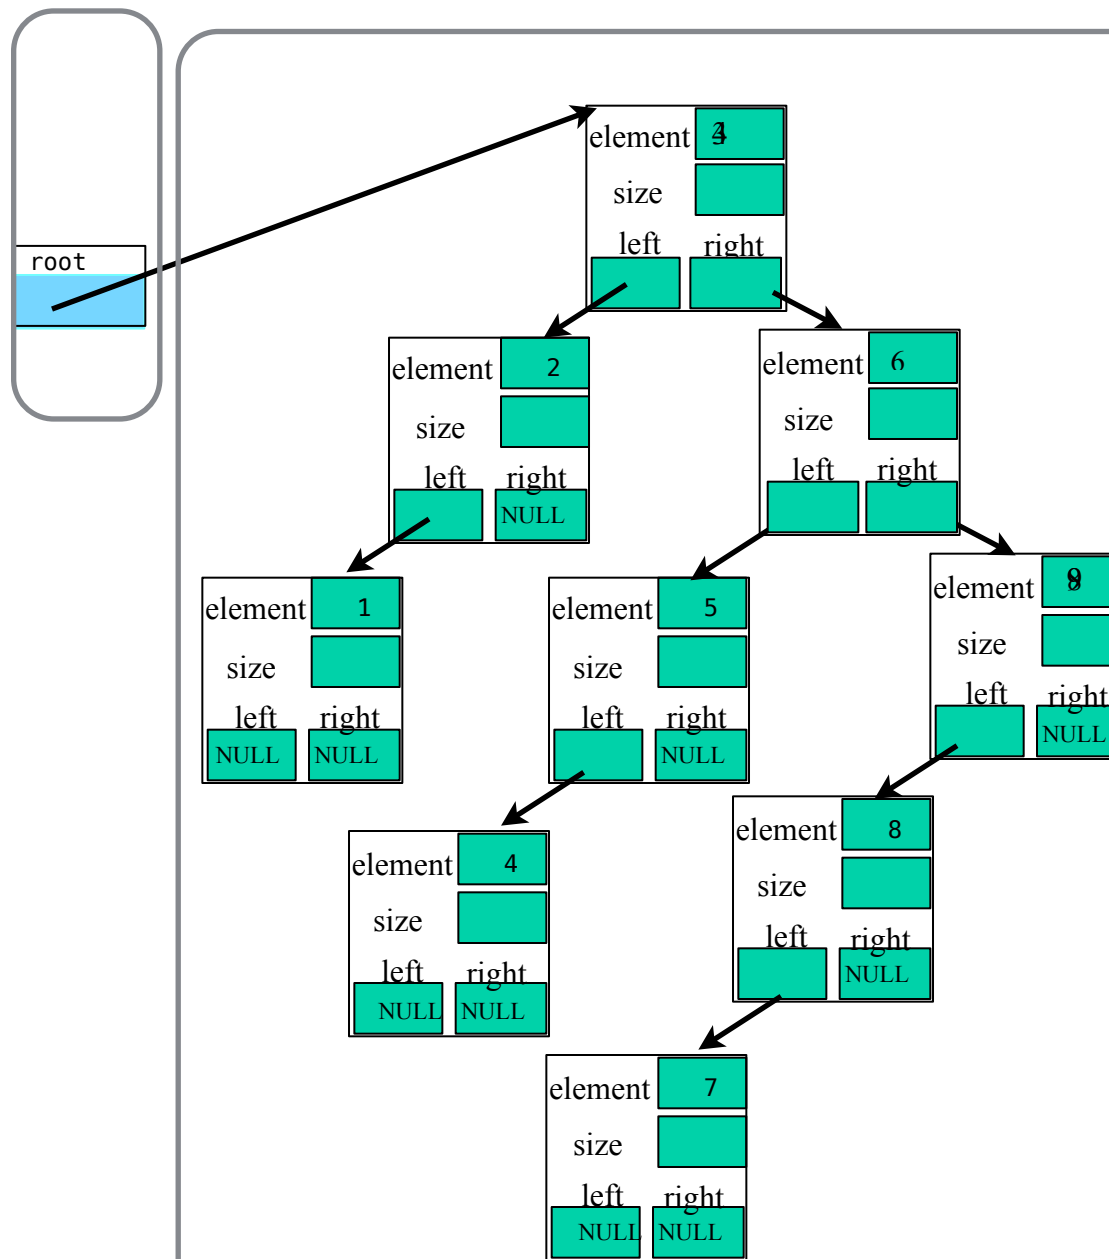 element
size
left right
root
element 2
size
left right
NULL
element 6
size
left right
element 1
size
left right
NULL NULL
element 5
size
left right
NULL
element
size
left right
NULL
element 4
size
left right
NULL NULL
element 8
size
left right
NULL
element 7
size
left right
NULL NULL